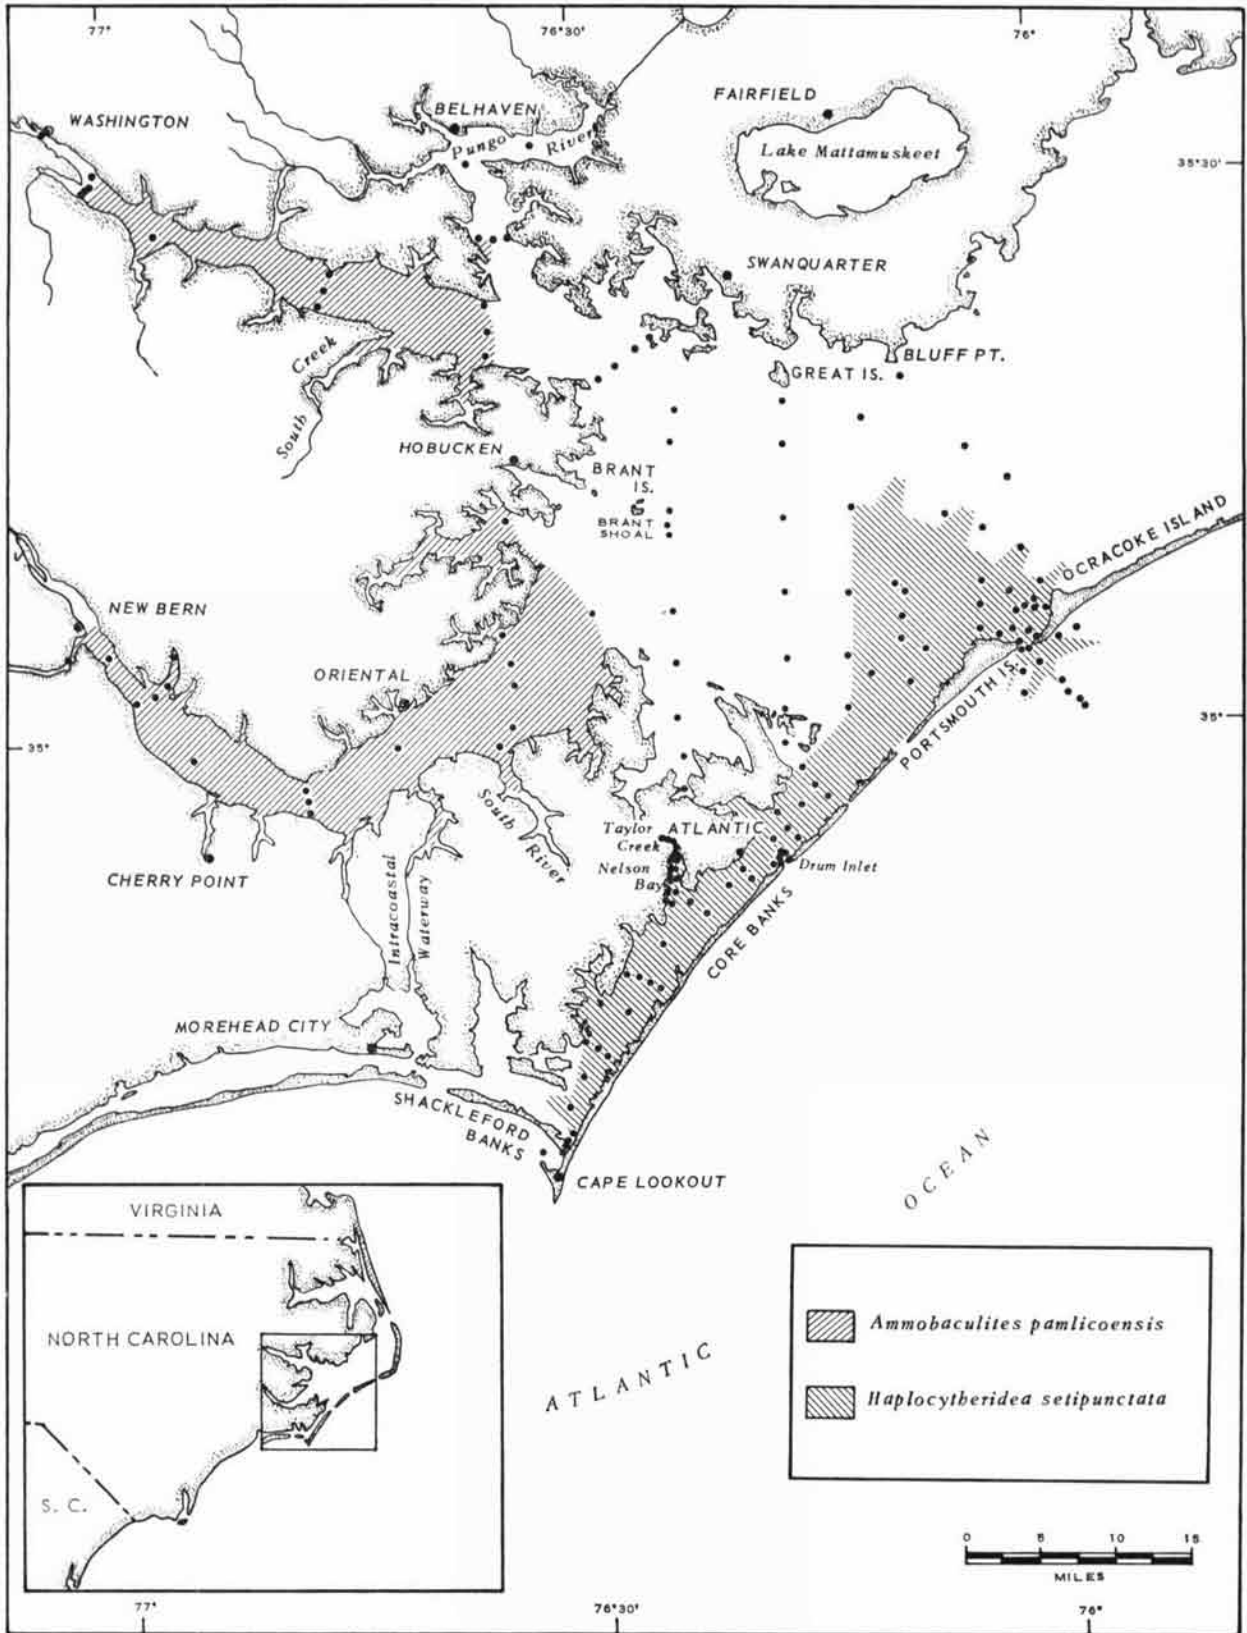 77°
76°30'
76°
BELHAVEN
FAIRFIELD
WASHINGTON
Pungo River
Lake Mattamuskeet
35°30'
SWANQUARTER
BLUFF PT.
GREAT IS.
South Creek
HOBUCKEN
BRANT
IS.
BRANT
SHOAL
OCRACOKE ISLAND
NEW BERN
ORIENTAL
PORTSMOUTH IS.
35°
35°
South River
Taylor
Creek
ATLANTIC
Nelson
Bay
Drum Inlet
CHERRY POINT
Intracoastal
Waterway
CORE BANKS
MOREHEAD CITY
SHACKLEFORD
BANKS
CAPE LOOKOUT
ATLANTIC OCEAN
VIRGINIA
NORTH CAROLINA
S. C.
Ammobaculites pamlicoensis
Haplocytheridea setipunctata
0 5 10 15
MILES
77°
76°30'
76°